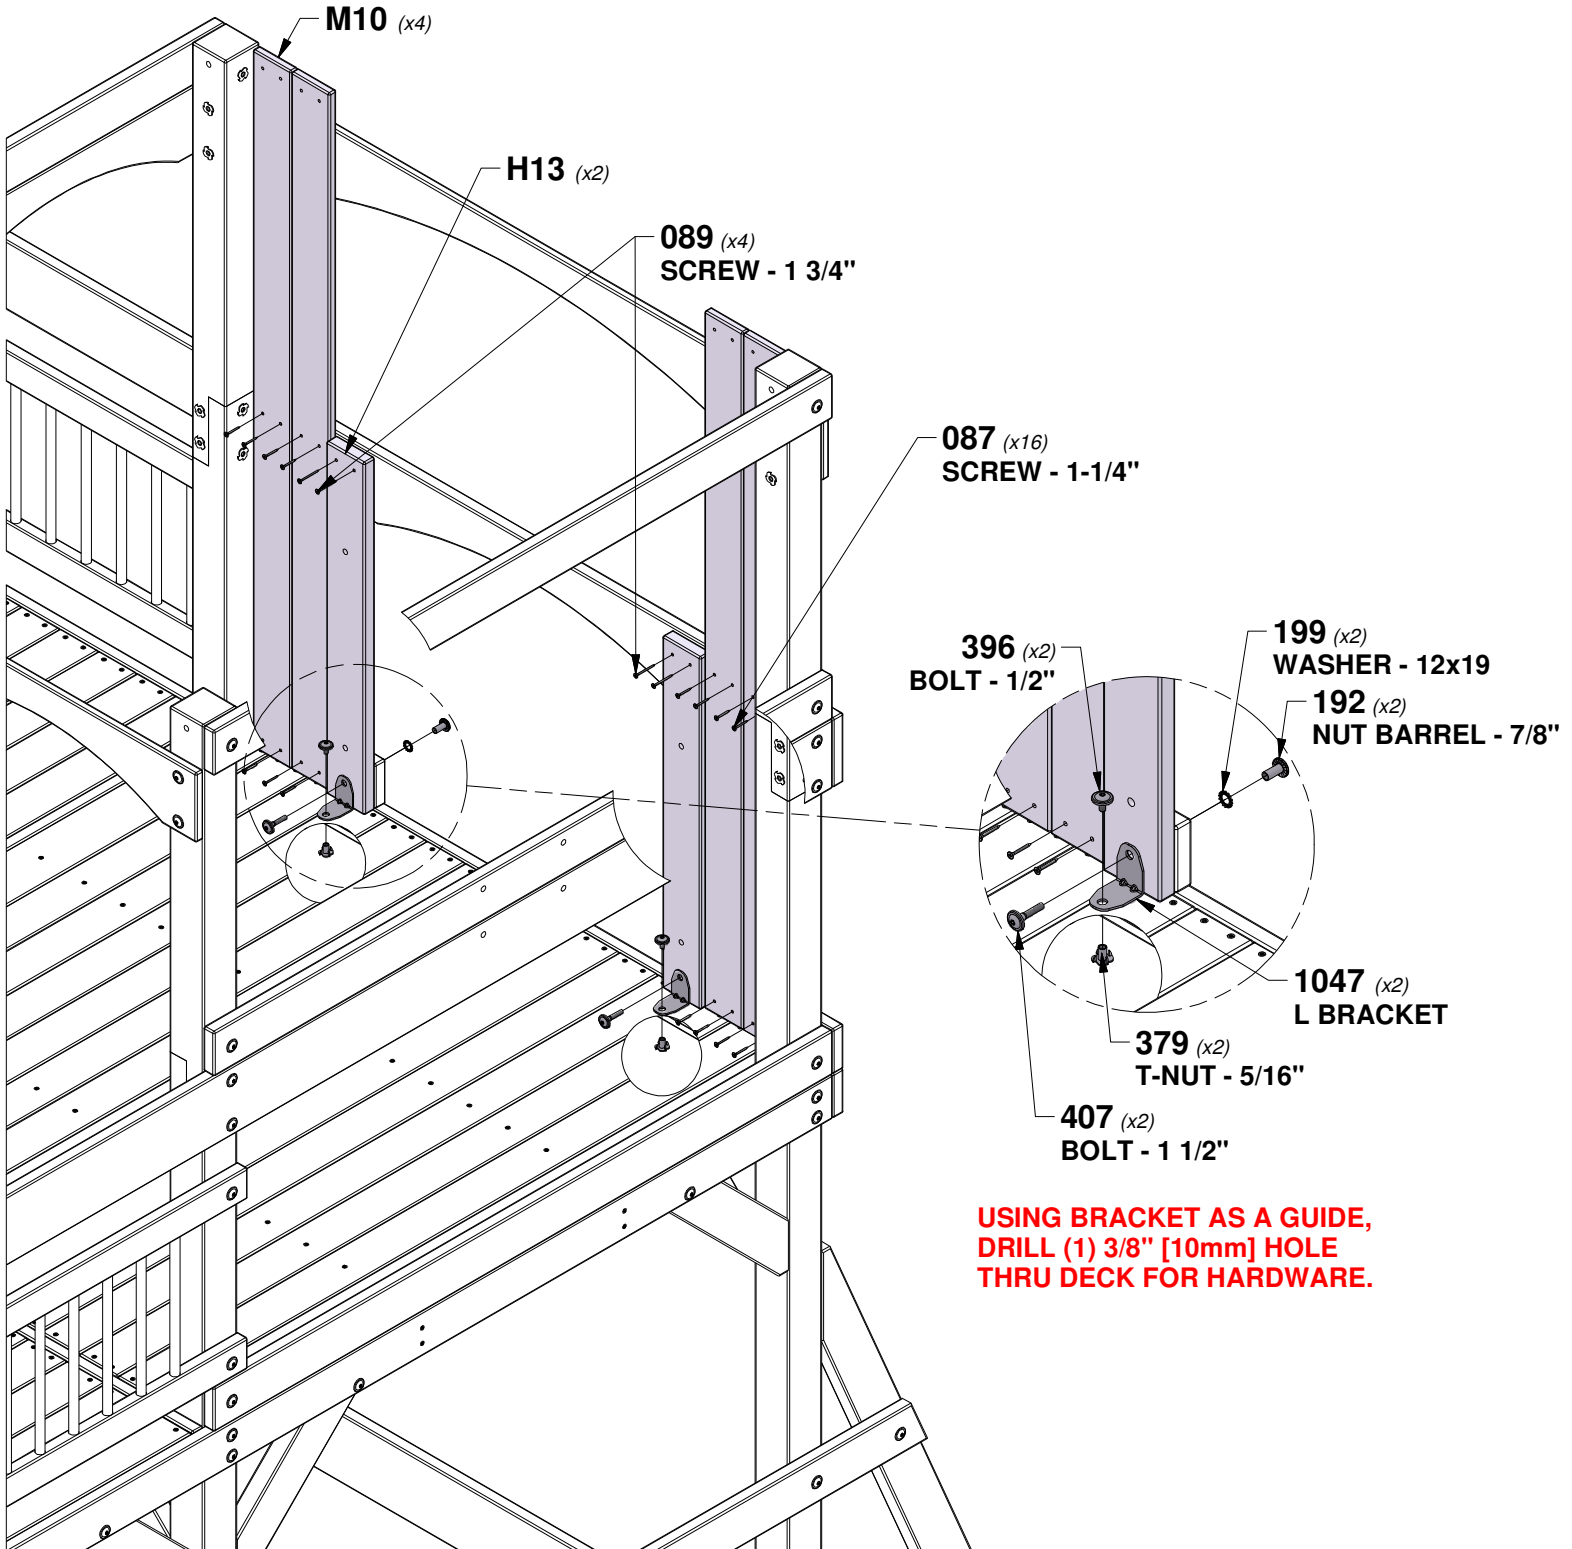 M10 (x4)
H13 (x2)
089 (x4)
SCREW - 1 3/4"
087 (x16)
SCREW - 1-1/4"
396 (x2)
BOLT - 1/2"
199 (x2)
WASHER - 12x19
192 (x2)
NUT BARREL - 7/8"
1047 (x2)
L BRACKET
379 (x2)
T-NUT - 5/16"
407 (x2)
BOLT - 1 1/2"
USING BRACKET AS A GUIDE,
DRILL (1) 3/8" [10mm] HOLE
THRU DECK FOR HARDWARE.